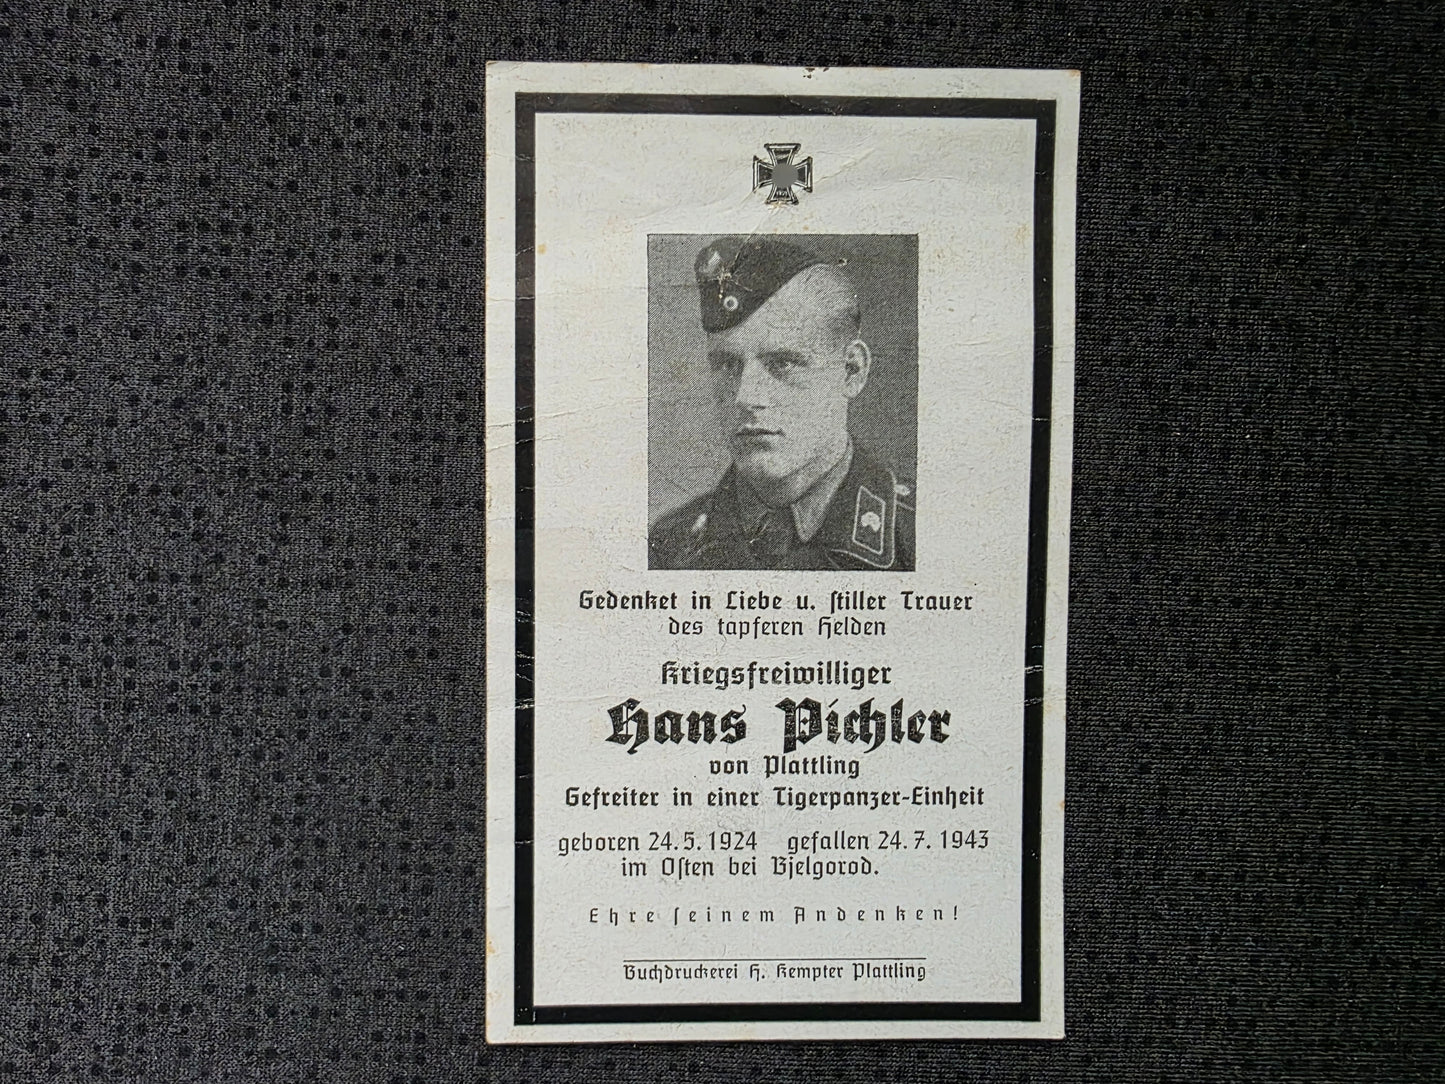 Gedenket in Liebe u. stiller Trauer
des tapferen Helden
Kriegsfreiwilliger
Hans Pichler
von Plattling
Gefreiter in einer Tigerpanzer-Einheit
geboren 24.5.1924 gefallen 24.7.1943
im Osten bei Bjelgorod.
Ehre seinem Andenken!
Buchdruckerei H. Kempter Plattling